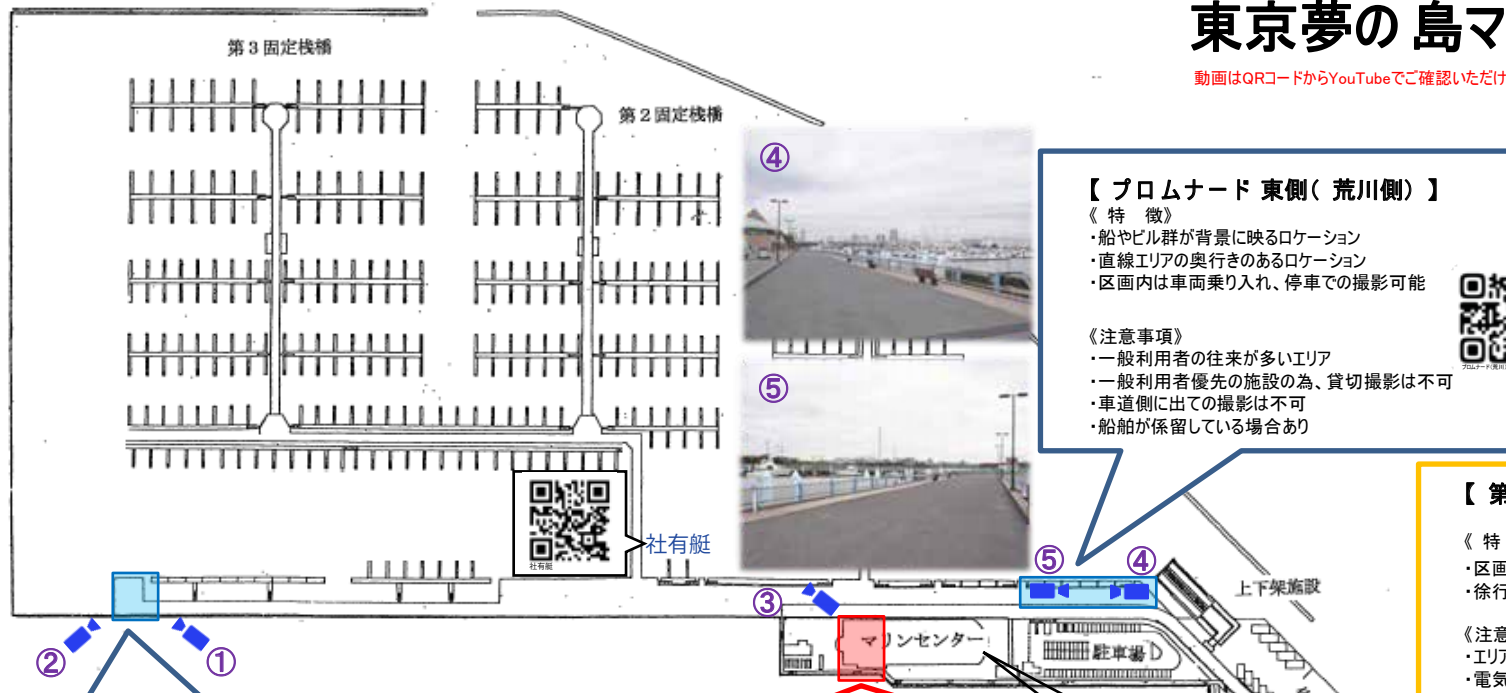 東京夢の 島マ
動画はQRコードからYouTubeでご確認いただけ
第3固定桟橋
第2固定桟橋
④
⑤
【 プロムナード 東側( 荒川側) 】
《 特　徴》
・船やビル群が背景に映るロケーション
・直線エリアの奥行きのあるロケーション
・区画内は車両乗り入れ、停車での撮影可能
《注意事項》
・一般利用者の往来が多いエリア
・一般利用者優先の施設の為、貸切撮影は不可
・車道側に出ての撮影は不可
・船舶が係留している場合あり
【 第
《 特
・区画
・徐行
《注意
・エリア
・電気
社有艇
社有艇
⑤
④
上下架施設
③
マリンセンター
駐車場
②
①